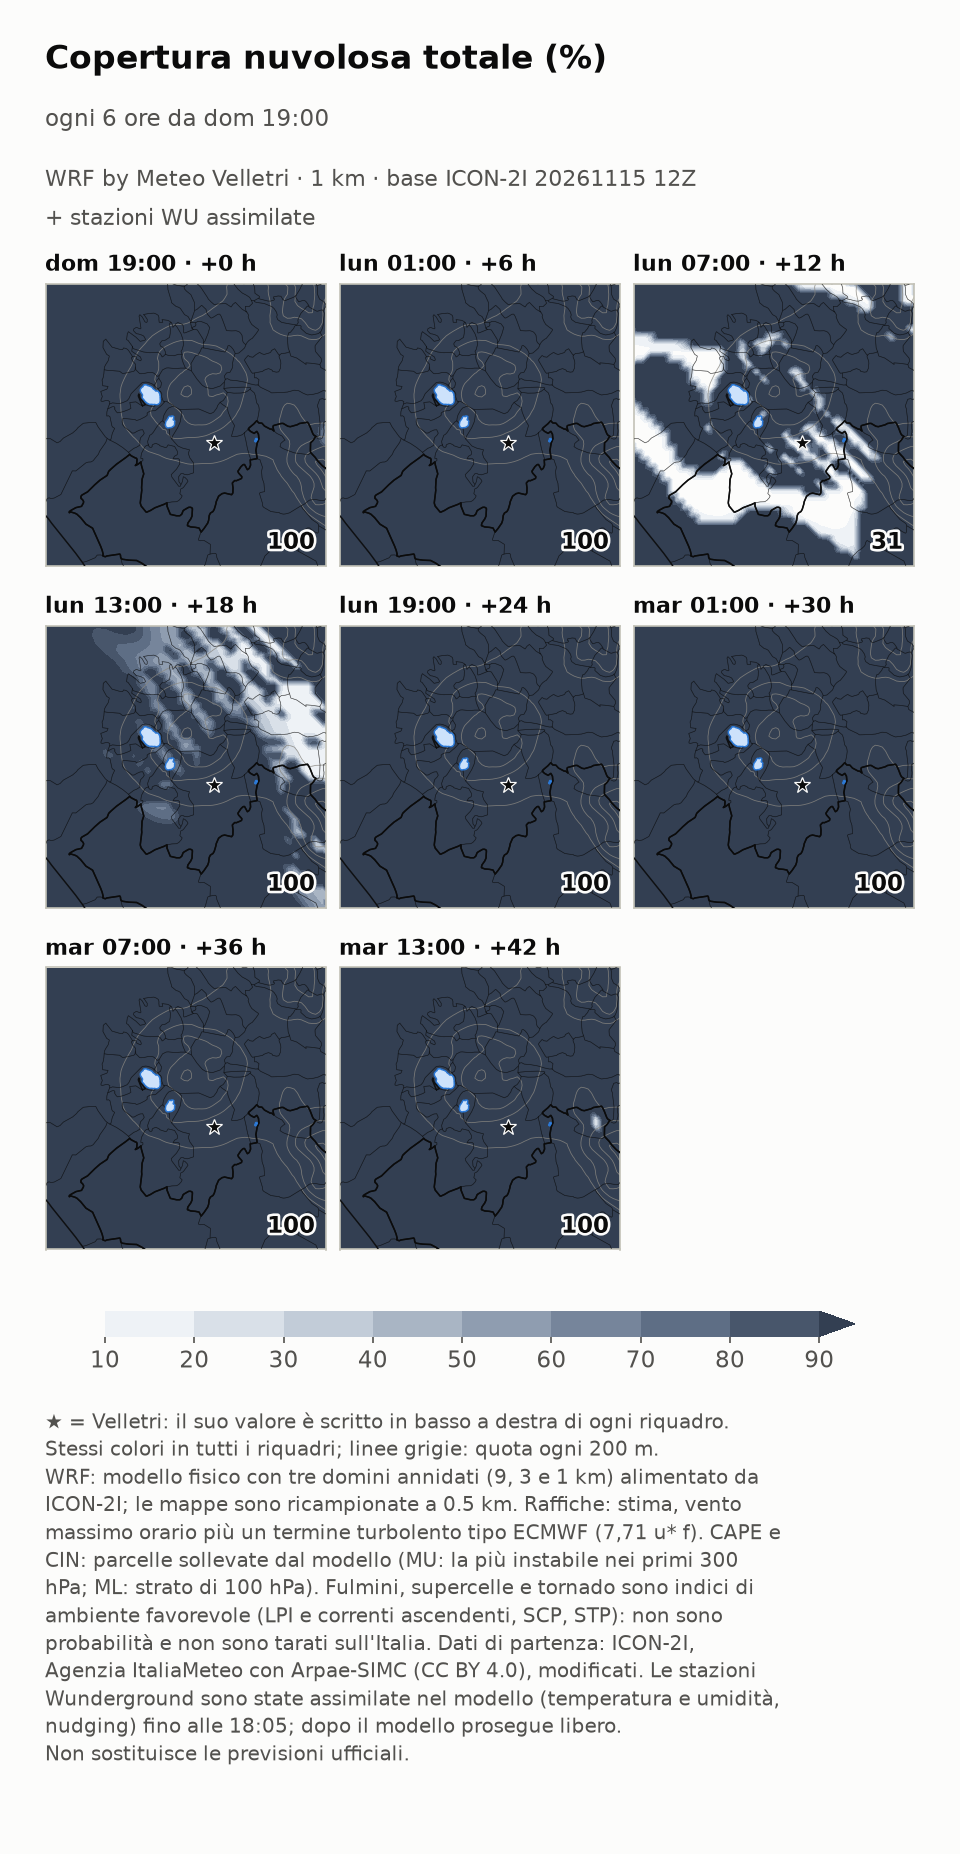 Copertura nuvolosa totale (%)
ogni 6 ore da dom 19:00
WRF by Meteo Velletri · 1 km · base ICON-2I 20261115 12Z
+ stazioni WU assimilate
dom 19:00 · +0 h
lun 01:00 · +6 h
lun 07:00 · +12 h
100
100
31
lun 13:00 · +18 h
lun 19:00 · +24 h
mar 01:00 · +30 h
100
100
100
mar 07:00 · +36 h
mar 13:00 · +42 h
100
100
10 20 30 40 50 60 70 80 90
★ = Velletri: il suo valore è scritto in basso a destra di ogni riquadro.
Stessi colori in tutti i riquadri; linee grigie: quota ogni 200 m.
WRF: modello fisico con tre domini annidati (9, 3 e 1 km) alimentato da
ICON-2I; le mappe sono ricampionate a 0.5 km. Raffiche: stima, vento
massimo orario più un termine turbolento tipo ECMWF (7,71 u* f). CAPE e
CIN: parcelle sollevate dal modello (MU: la più instabile nei primi 300
hPa; ML: strato di 100 hPa). Fulmini, supercelle e tornado sono indici di
ambiente favorevole (LPI e correnti ascendenti, SCP, STP): non sono
probabilità e non sono tarati sull'Italia. Dati di partenza: ICON-2I,
Agenzia ItaliaMeteo con Arpae-SIMC (CC BY 4.0), modificati. Le stazioni
Wunderground sono state assimilate nel modello (temperatura e umidità,
nudging) fino alle 18:05; dopo il modello prosegue libero.
Non sostituisce le previsioni ufficiali.